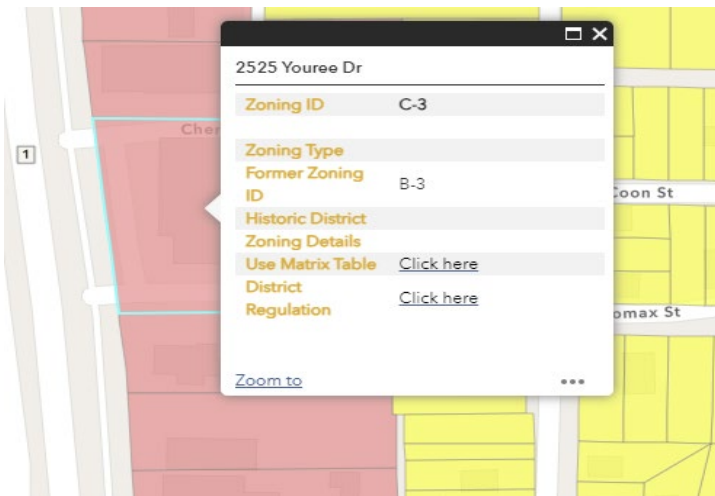 2525 Youree Dr
Zoning ID C-3
Cher
1
Zoning Type
Former Zoning
ID B-3
Historic District
Zoning Details
Use Matrix Table Click here
District
Regulation Click here
Coon St
omax St
Zoom to